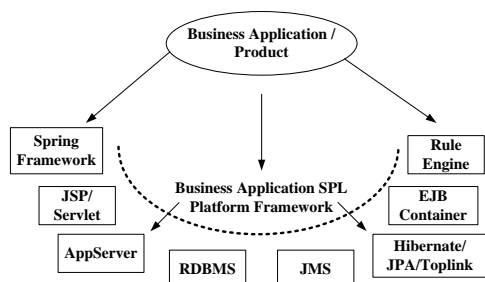 Business Application /
Product
Spring
Framework
Rule
Engine
JSP/
Servlet
Business Application SPL
Platform Framework
EJB
Container
AppServer
RDBMS
JMS
Hibernate/
JPA/Toplink